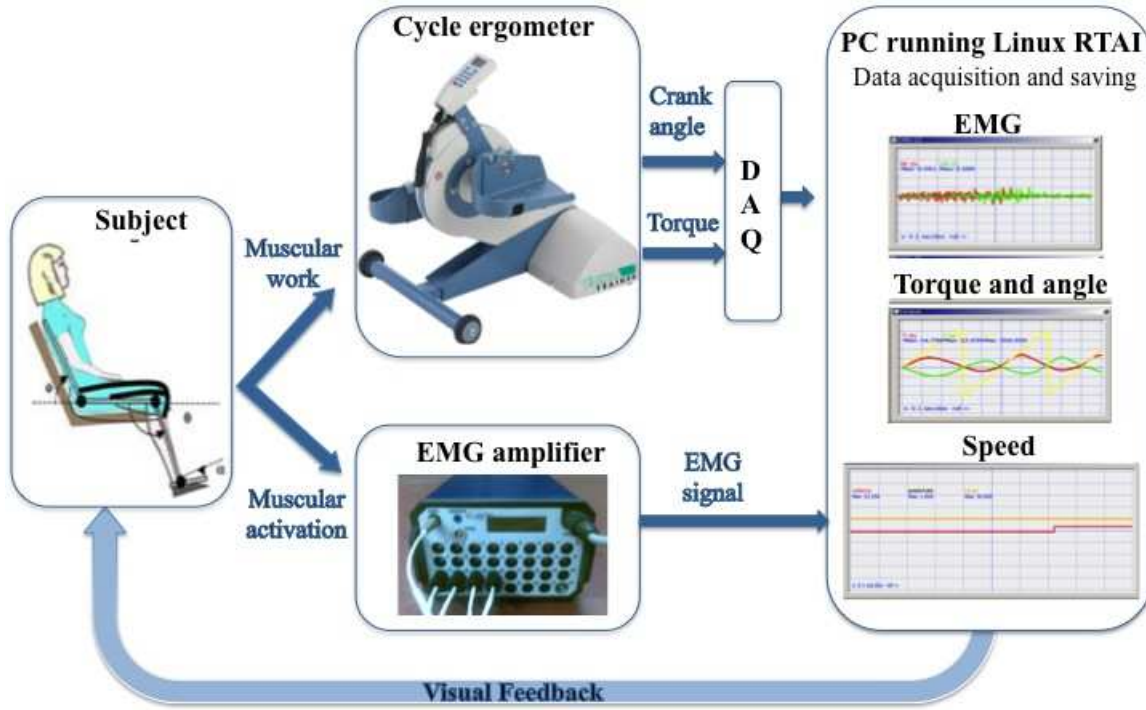 Cycle ergometer
PC running Linux RTAI
Data acquisition and saving
Crank
angle
D
A
Q
EMG
Subject
Muscular
work
Torque
TRAINER
Torque and angle
EMG amplifier
EMG
signal
Speed
Muscular
activation
Visual Feedback